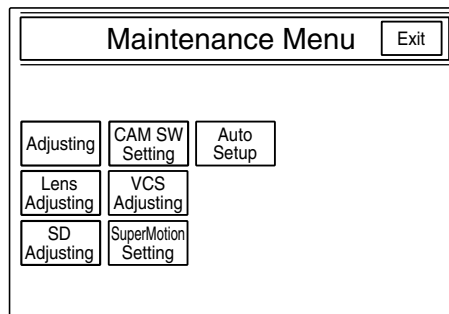 Maintenance Menu
Exit
Adjusting
CAM SW
Setting
Auto
Setup
Lens
Adjusting
VCS
Adjusting
SD
Adjusting
SuperMotion
Setting